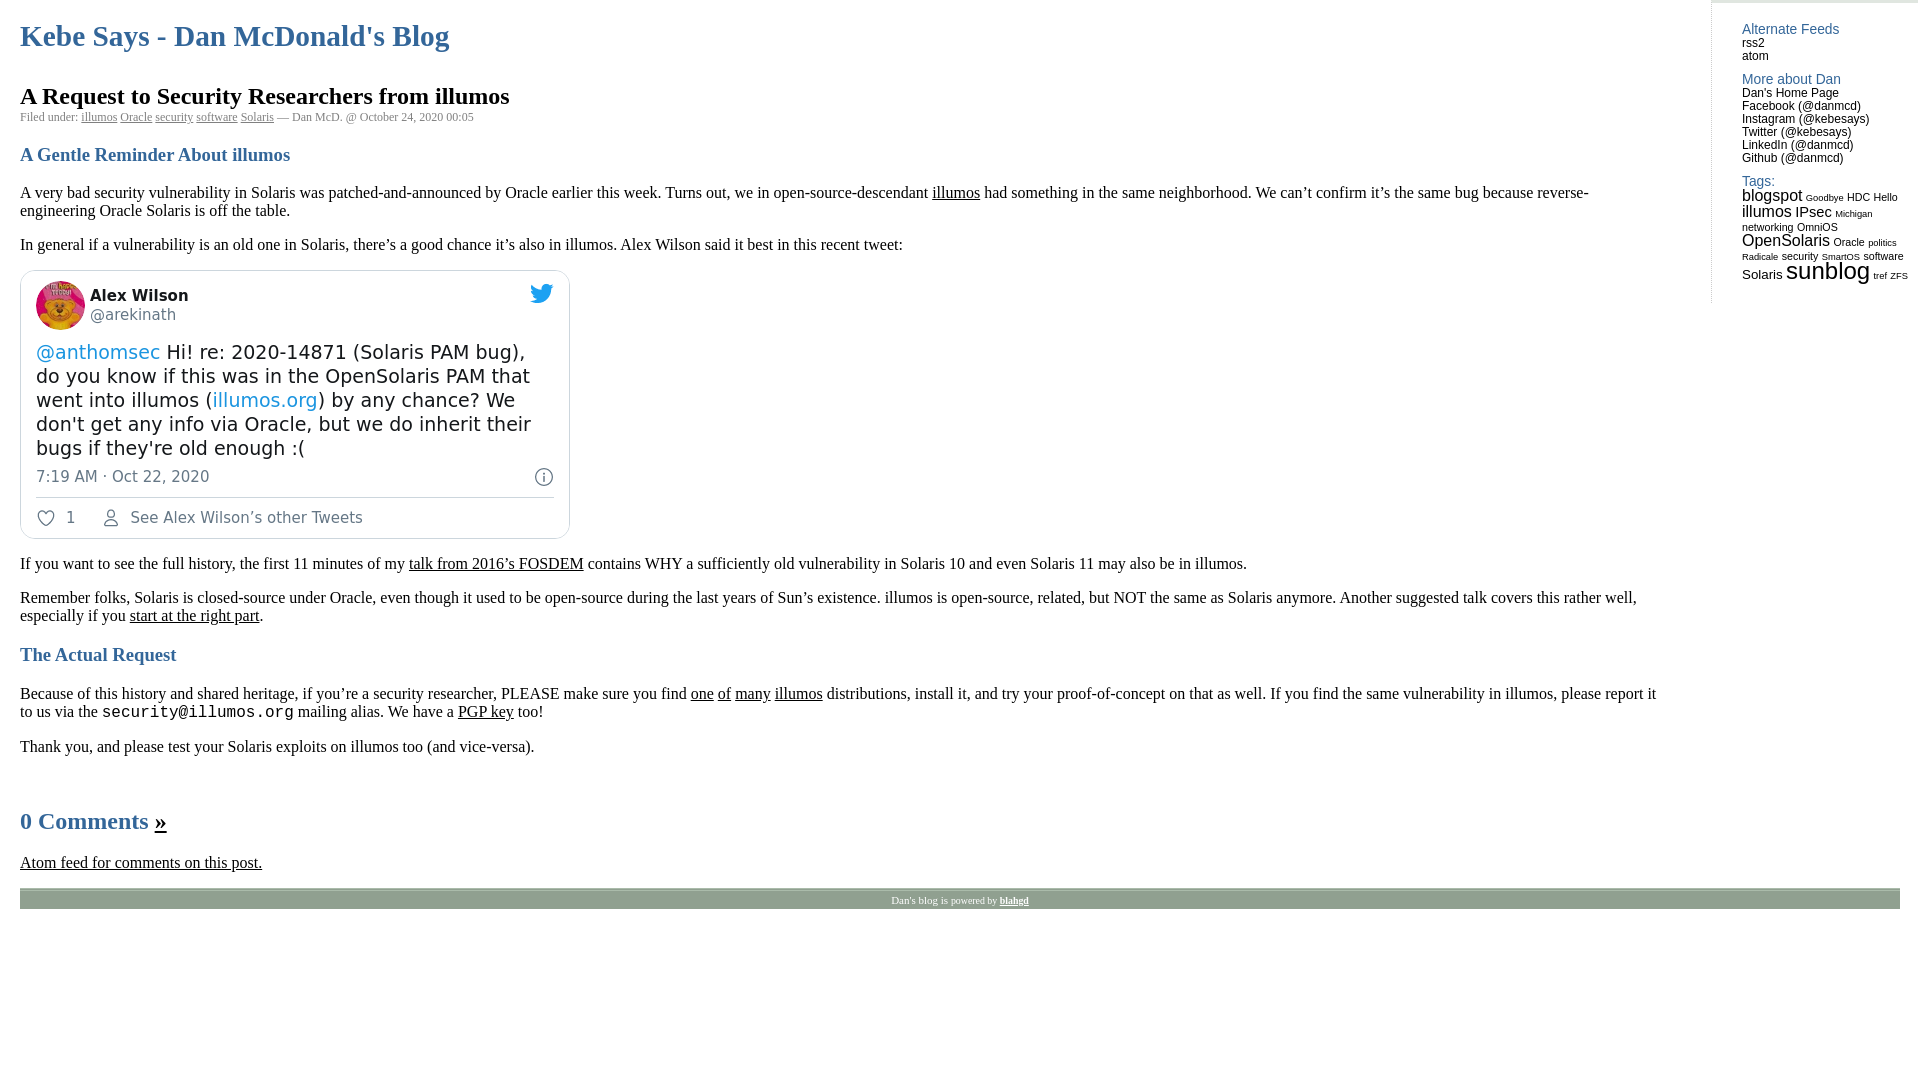 Kebe Says - Dan McDonald's Blog
A Request to Security Researchers from illumos
Filed under: illumos Oracle security software Solaris — Dan McD. @ October 24, 2020 00:05
A Gentle Reminder About illumos
A very bad security vulnerability in Solaris was patched-and-announced by Oracle earlier this week. Turns out, we in open-source-descendant illumos had something in the same neighborhood. We can’t confirm it’s the same bug because reverse-
engineering Oracle Solaris is off the table.
In general if a vulnerability is an old one in Solaris, there’s a good chance it’s also in illumos. Alex Wilson said it best in this recent tweet:
Alex Wilson
@arekinath
@anthomsec Hi! re: 2020-14871 (Solaris PAM bug),
do you know if this was in the OpenSolaris PAM that
went into illumos (illumos.org) by any chance? We
don't get any info via Oracle, but we do inherit their
bugs if they're old enough :(
7:19 AM · Oct 22, 2020
1 See Alex Wilson’s other Tweets
If you want to see the full history, the first 11 minutes of my talk from 2016’s FOSDEM contains WHY a sufficiently old vulnerability in Solaris 10 and even Solaris 11 may also be in illumos.
Remember folks, Solaris is closed-source under Oracle, even though it used to be open-source during the last years of Sun’s existence. illumos is open-source, related, but NOT the same as Solaris anymore. Another suggested talk covers this rather well,
especially if you start at the right part.
The Actual Request
Because of this history and shared heritage, if you’re a security researcher, PLEASE make sure you find one of many illumos distributions, install it, and try your proof-of-concept on that as well. If you find the same vulnerability in illumos, please report it
to us via the security@illumos.org mailing alias. We have a PGP key too!
Thank you, and please test your Solaris exploits on illumos too (and vice-versa).
0 Comments »
Atom feed for comments on this post.
Dan's blog is powered by blahgd
Alternate Feeds
rss2
atom
More about Dan
Dan's Home Page
Facebook (@danmcd)
Instagram (@kebesays)
Twitter (@kebesays)
LinkedIn (@danmcd)
Github (@danmcd)
Tags:
blogspot Goodbye HDC Hello
illumos IPsec Michigan
networking OmniOS
OpenSolaris Oracle politics
Radicale security SmartOS software
Solaris sunblog tref ZFS